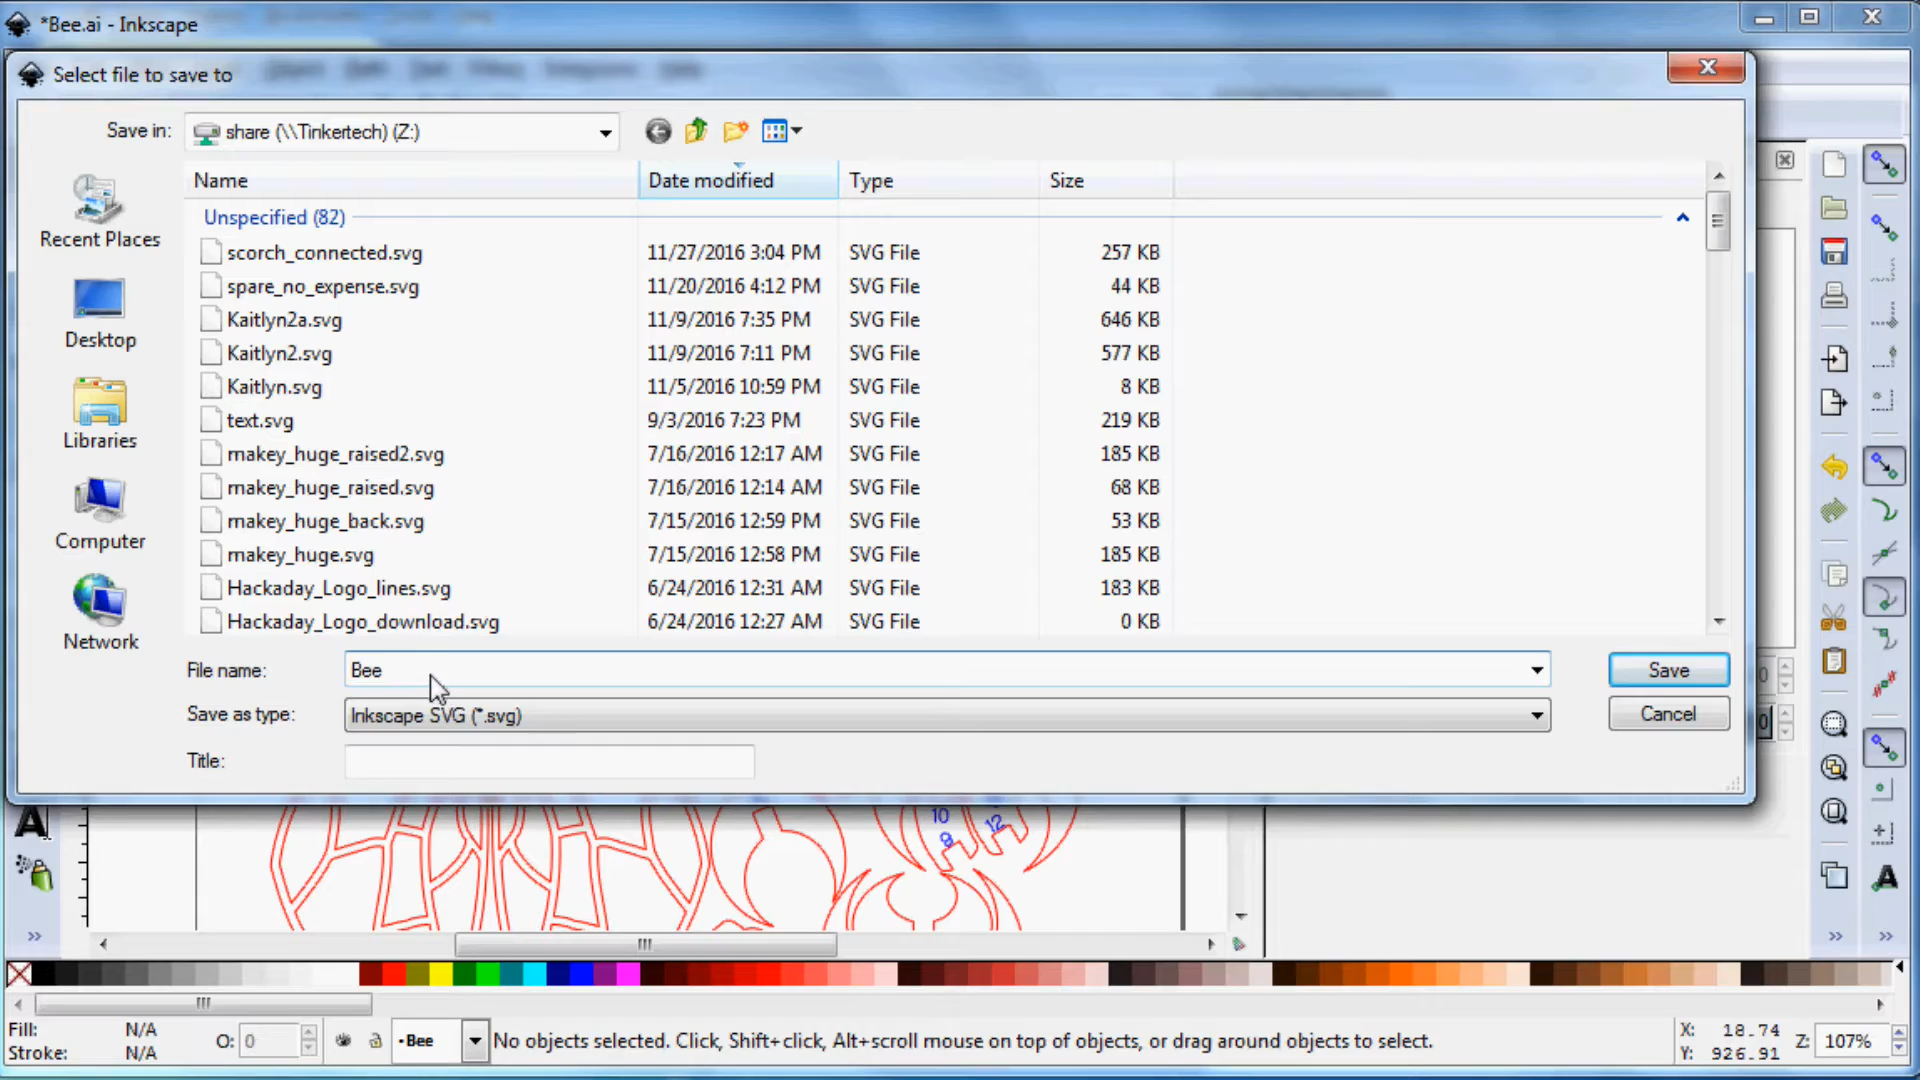 *Bee.ai - Inkscape
Select file to save to
Save in: share (\\Tinkertech) (Z:)
Name Date modified Type Size
Unspecified (82)
scorch_connected.svg 11/27/2016 3:04 PM SVG File 257 KB
spare_no_expense.svg 11/20/2016 4:12 PM SVG File 44 KB
Kaitlyn2a.svg 11/9/2016 7:35 PM SVG File 646 KB
Kaitlyn2.svg 11/9/2016 7:11 PM SVG File 577 KB
Kaitlyn.svg 11/5/2016 10:59 PM SVG File 8 KB
text.svg 9/3/2016 7:23 PM SVG File 219 KB
makey_huge_raised2.svg 7/16/2016 12:17 AM SVG File 185 KB
makey_huge_raised.svg 7/16/2016 12:14 AM SVG File 68 KB
makey_huge_back.svg 7/15/2016 12:59 PM SVG File 53 KB
makey_huge.svg 7/15/2016 12:58 PM SVG File 185 KB
Hackaday_Logo_lines.svg 6/24/2016 12:31 AM SVG File 183 KB
Hackaday_Logo_download.svg 6/24/2016 12:27 AM SVG File 0 KB
Recent Places
Desktop
Libraries
Computer
Network
File name: Bee Save
Save as type: Inkscape SVG (*.svg) Cancel
Title:
10
12
Fill: N/A
Stroke: N/A
O: 0
Bee
No objects selected. Click, Shift+click, Alt+scroll mouse on top of objects, or drag around objects to select.
X: 18.74
Y: 926.91
Z: 107%